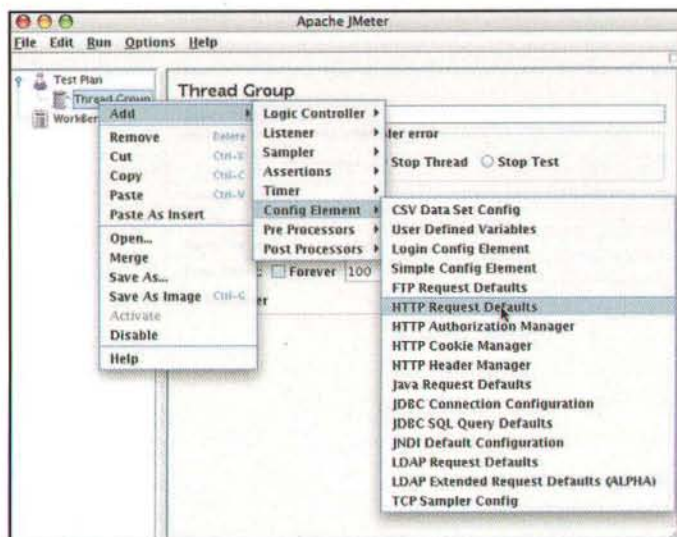 Apache JMeter
File Edit Run Options Help
Test Plan
Thread Group
Thread Group
Add
Logic Controller
Remove Delete
Listener
Cut
Sampler
Stop Thread Stop Test
Copy Ctrl-C
Assertions
Paste Ctrl-V
Timer
Paste As Insert
Config Element
CSV Data Set Config
Pre Processors
User Defined Variables
Open...
Post Processors
Login Config Element
Merge
Simple Config Element
Save As...
Forever 100
FTP Request Defaults
Save As Image Ctrl-G
HTTP Request Defaults
Activate
HTTP Authorization Manager
Disable
HTTP Cookie Manager
Help
HTTP Header Manager
Java Request Defaults
JDBC Connection Configuration
JDBC SQL Query Defaults
JNDI Default Configuration
LDAP Request Defaults
LDAP Extended Request Defaults (ALPHA)
TCP Sampler Config